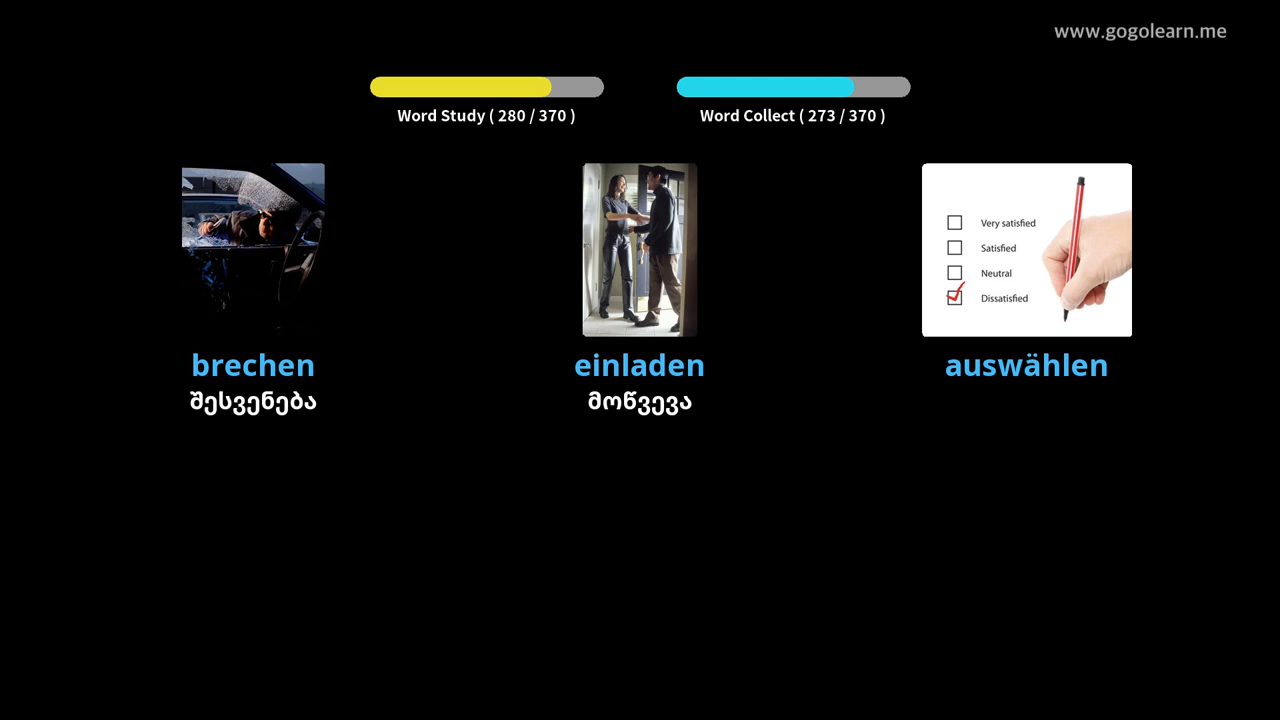 www.gogolearn.me
Word Study ( 280 / 370 )
Word Collect ( 273 / 370 )
Very satisfied
Satisfied
Neutral
Dissatisfied
brechen
einladen
auswählen
შესვენება
მოწვევა